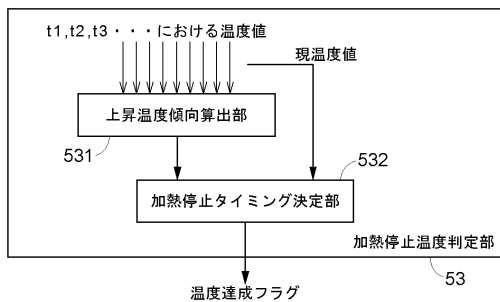 t1,t2,t3・・・における温度値
現温度値
上昇温度傾向算出部
531
532
加熱停止タイミング決定部
加熱停止温度判定部
53
温度達成フラグ